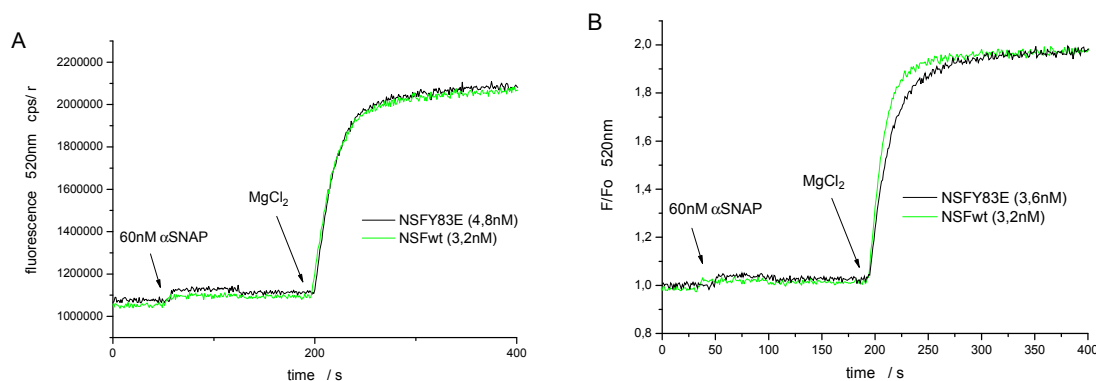 A
fluorescence 520nm cps/ r
2200000
2000000
1800000
1600000
1400000
1200000
1000000
60nM αSNAP
MgCl2
NSFY83E (4,8nM)
NSFwt (3,2nM)
0
200
400
time / s
B
F/Fo 520nm
2,0
1,8
1,6
1,4
1,2
1,0
0,8
60nM αSNAP
MgCl2
NSFY83E (3,6nM)
NSFwt (3,2nM)
0
50
100
150
200
250
300
350
400
time / s